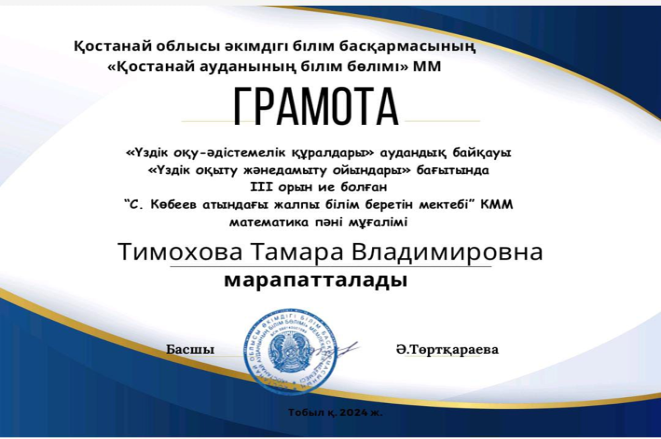 Қостанай облысы әкімдігі білім басқармасының
«Қостанай ауданының білім бөлімі» ММ
ГРАМОТА
«Үздік оқу-әдістемелік құралдары» аудандық байқауы
«Үздік оқыту жәнедамыту ойындары» бағытында
III орын ие болған
“С. Көбеев атындағы жалпы білім беретін мектебі” КММ
математика пәні мұғалімі
Тимохова Тамара Владимировна
марапатталады
Басшы
Ә.Төртқараева
Тобыл қ. 2024 ж.